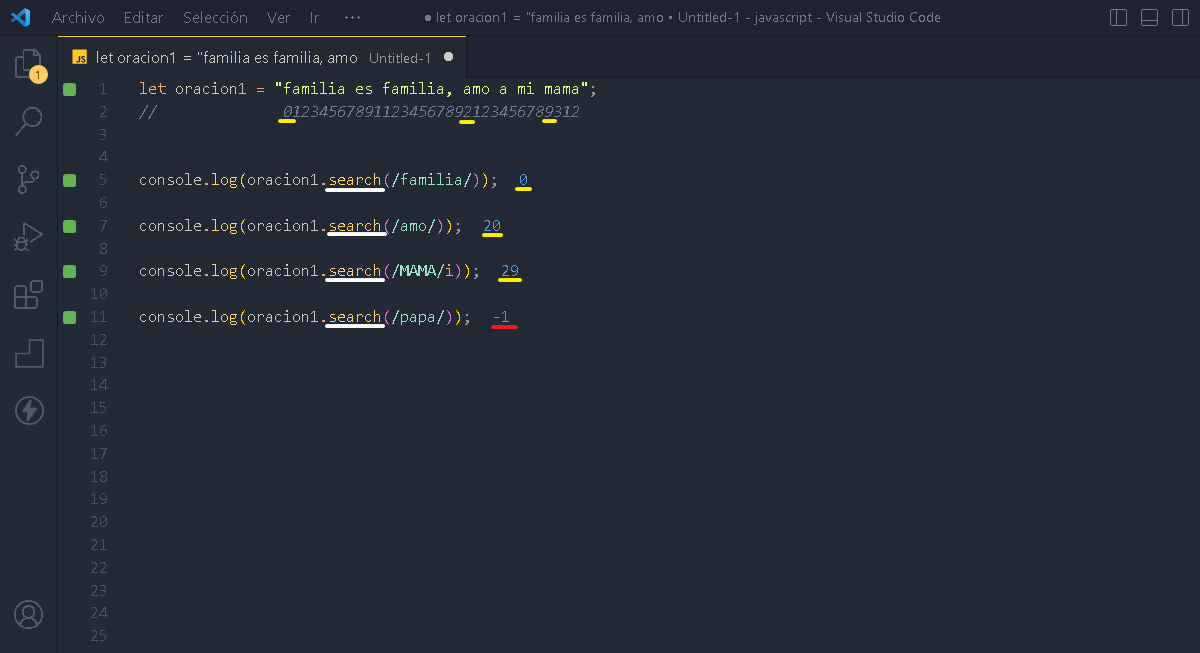 Archivo Editar Selección Ver Ir ··· ● let oracion1 = "familia es familia, amo • Untitled-1 - javascript - Visual Studio Code
JS let oracion1 = "familia es familia, amo Untitled-1 ●
1
1 let oracion1 = "familia es familia, amo a mi mama";
2 // 012345678911234567892123456789312
3
4
5 console.log(oracion1.search(/familia/)); 0
6
7 console.log(oracion1.search(/amo/)); 20
8
9 console.log(oracion1.search(/MAMA/i)); 29
10
11 console.log(oracion1.search(/papa/)); -1
12
13
14
15
16
17
18
19
20
21
22
23
24
25